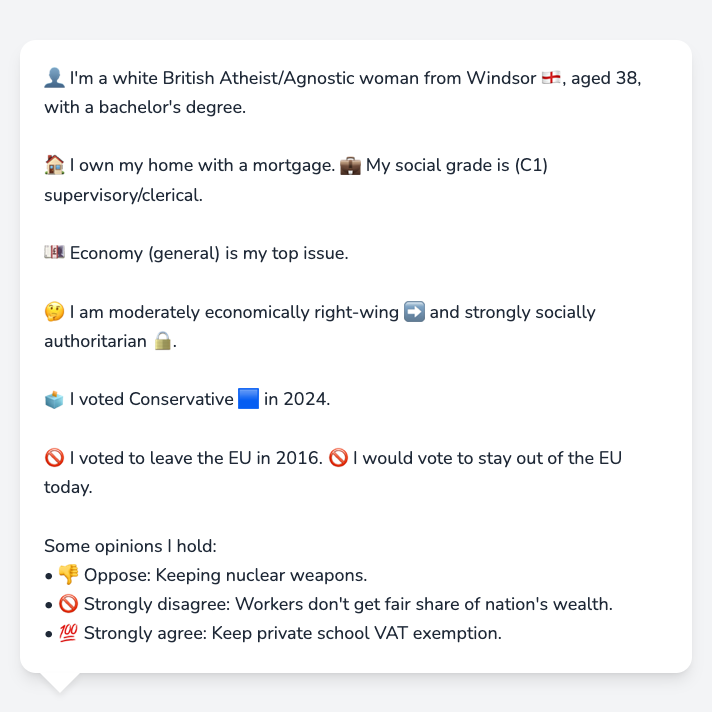 👤 I'm a white British Atheist/Agnostic woman from Windsor 🏴󠁧󠁢󠁥󠁮󠁧󠁿, aged 38,
with a bachelor's degree.
🏠 I own my home with a mortgage. 💼 My social grade is (C1)
supervisory/clerical.
💷 Economy (general) is my top issue.
🤔 I am moderately economically right-wing ➡️ and strongly socially
authoritarian 🔒.
🗳️ I voted Conservative 🟦 in 2024.
🚫 I voted to leave the EU in 2016. 🚫 I would vote to stay out of the EU
today.
Some opinions I hold:
• 👎 Oppose: Keeping nuclear weapons.
• 🚫 Strongly disagree: Workers don't get fair share of nation's wealth.
• 💯 Strongly agree: Keep private school VAT exemption.